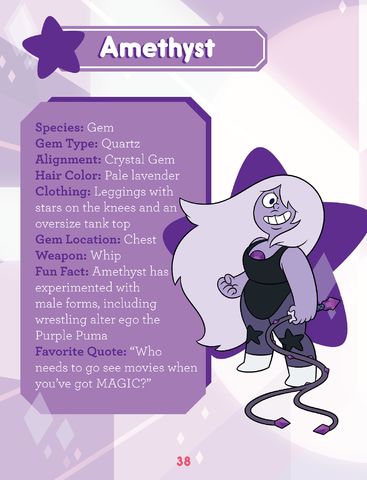 Amethyst
Species: Gem
Gem Type: Quartz
Alignment: Crystal Gem
Hair Color: Pale lavender
Clothing: Leggings with
stars on the knees and an
oversize tank top
Gem Location: Chest
Weapon: Whip
Fun Fact: Amethyst has
experimented with
male forms, including
wrestling alter ego the
Purple Puma
Favorite Quote: “Who
needs to go see movies when
you’ve got MAGIC?”
38